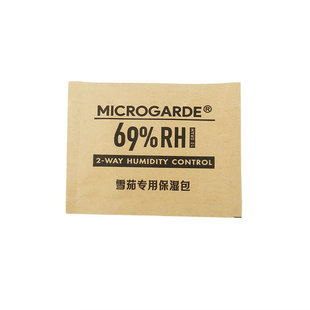 MICROGARDE®
69%RH
2-WAY HUMIDITY CONTROL
雪茄专用保湿包